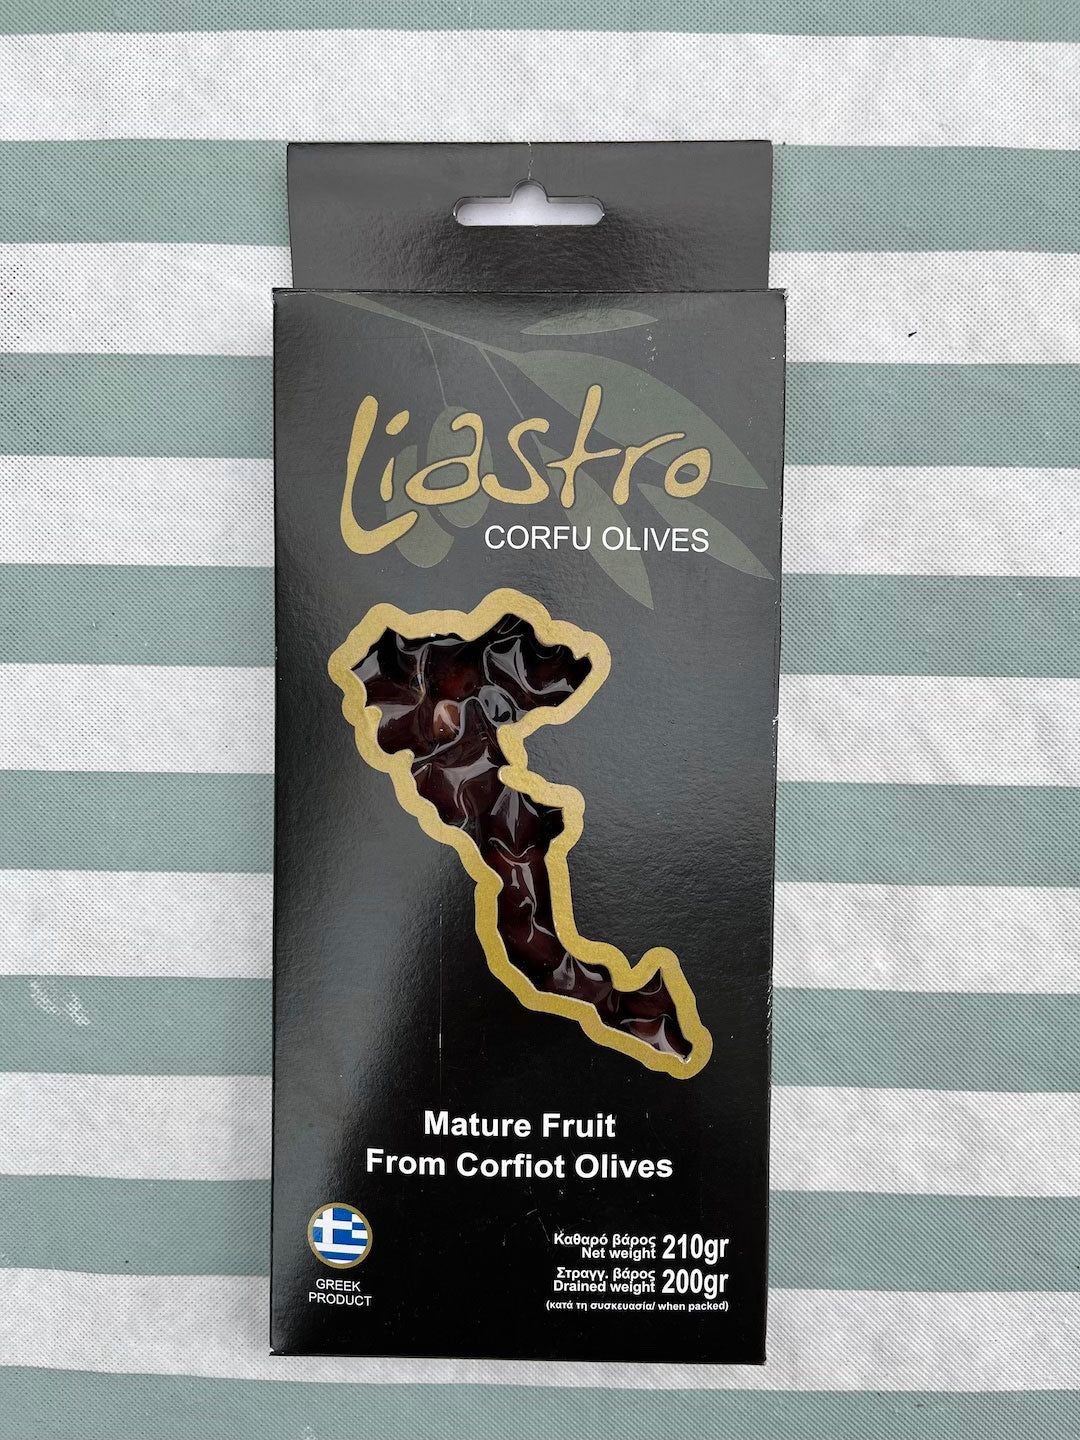 Liastro
CORFU OLIVES
Mature Fruit
From Corfiot Olives
GREEK
PRODUCT
Καθαρό βάρος
Net weight 210gr
Στραγγ. βάρος
Drained weight 200gr
(κατά τη συσκευασία/ when packed)